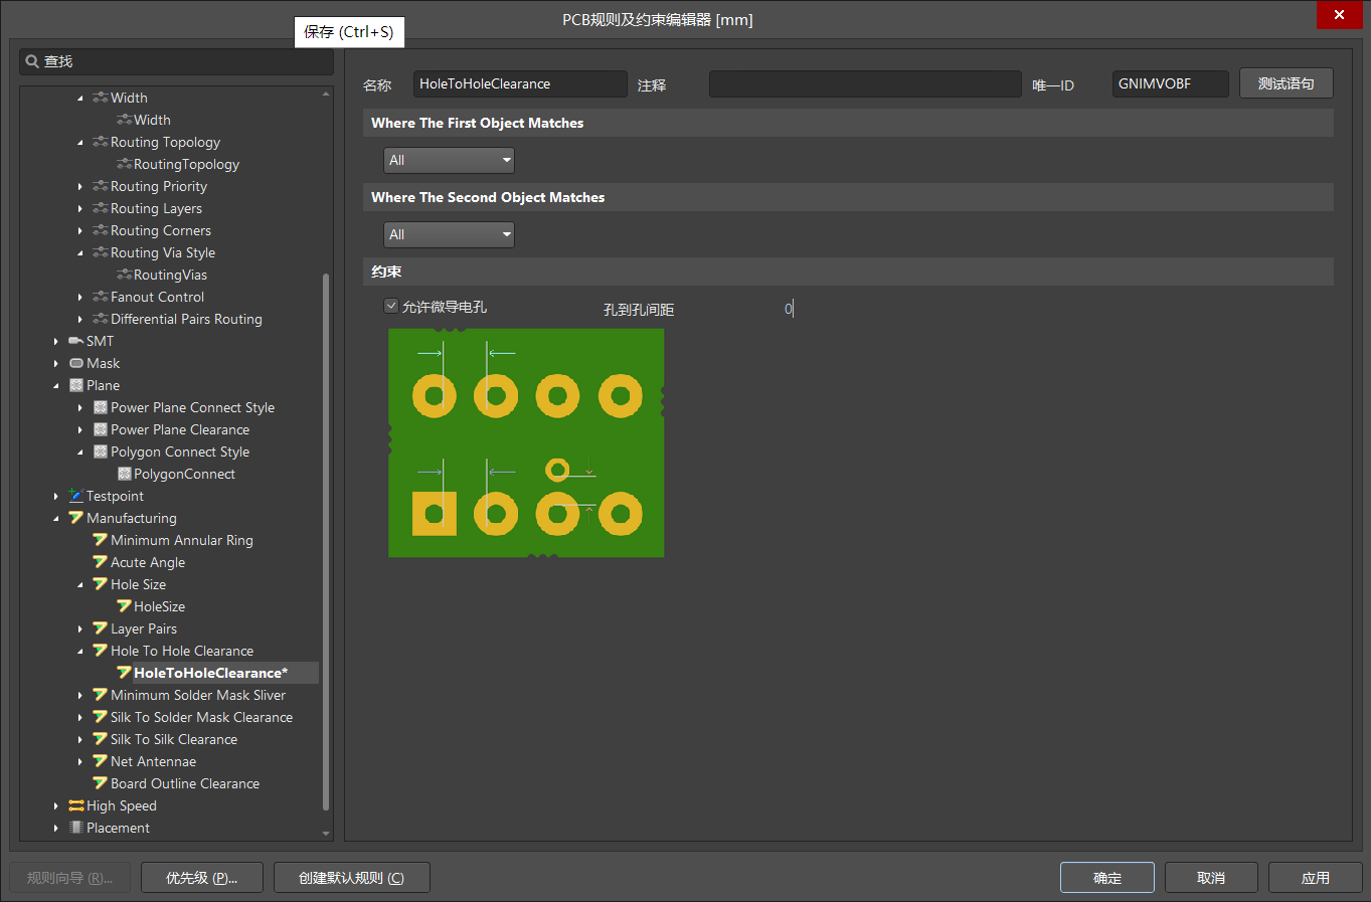 PCB规则及约束编辑器 [mm]
保存 (Ctrl+S)
查找
Width
Width
Routing Topology
RoutingTopology
Routing Priority
Routing Layers
Routing Corners
Routing Via Style
RoutingVias
Fanout Control
Differential Pairs Routing
SMT
Mask
Plane
Power Plane Connect Style
Power Plane Clearance
Polygon Connect Style
PolygonConnect
Testpoint
Manufacturing
Minimum Annular Ring
Acute Angle
Hole Size
HoleSize
Layer Pairs
Hole To Hole Clearance
HoleToHoleClearance*
Minimum Solder Mask Sliver
Silk To Solder Mask Clearance
Silk To Silk Clearance
Net Antennae
Board Outline Clearance
High Speed
Placement
名称 HoleToHoleClearance 注释 唯一ID GNIMVOBF 测试语句
Where The First Object Matches
All
Where The Second Object Matches
All
约束
允许微导电孔 孔到孔间距 0
规则向导 (R)... 优先级 (P)... 创建默认规则 (C) 确定 取消 应用